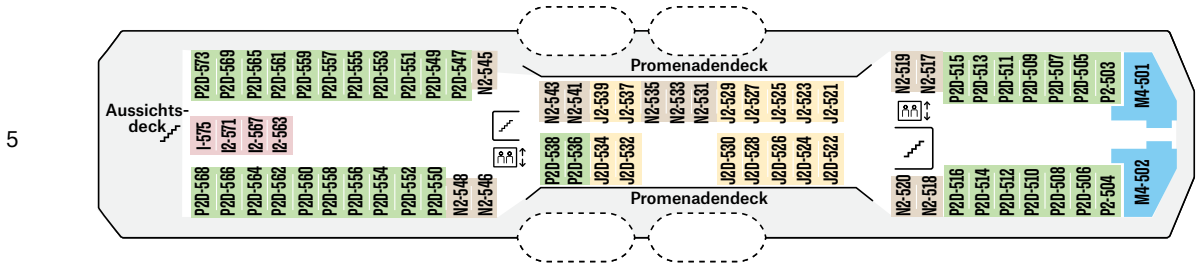 5
Aussichts-
deck
Promenadendeck
P2D-573 P2D-569 P2D-565 P2D-561 P2D-559 P2D-557 P2D-555 P2D-553 P2D-551 P2D-549 P2D-547 N2-545
I-575 I2-571 I2-567 I2-563
P2D-568 P2D-566 P2D-564 P2D-562 P2D-560 P2D-558 P2D-556 P2D-554 P2D-552 P2D-550 N2-548 N2-546
N2-543 N2-541 J2-539 J2-537 N2-535 N2-533 N2-531 J2-529 J2-527 J2-525 J2-523 J2-521
P2D-538 P2D-536 J2D-534 J2D-532 J2D-530 J2D-528 J2D-526 J2D-524 J2D-522
Promenadendeck
N2-519 N2-517 P2D-515 P2D-513 P2D-511 P2D-509 P2D-507 P2D-505 P2-503 M4-501
N2-520 N2-518 P2D-516 P2D-514 P2D-512 P2D-510 P2D-508 P2D-506 P2-504 M4-502